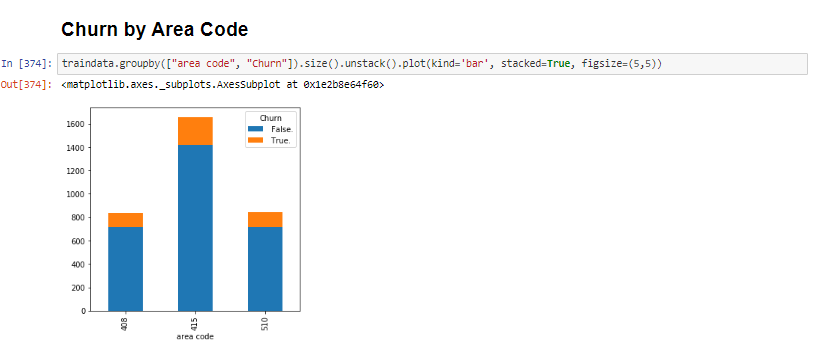 Churn by Area Code
In [374]: traindata.groupby(["area code", "Churn"]).size().unstack().plot(kind='bar', stacked=True, figsize=(5,5))
Out[374]: <matplotlib.axes._subplots.AxesSubplot at 0x1e2b8e64f60>
Churn
False.
True.
1600
1400
1200
1000
800
600
400
200
0
408
415
510
area code